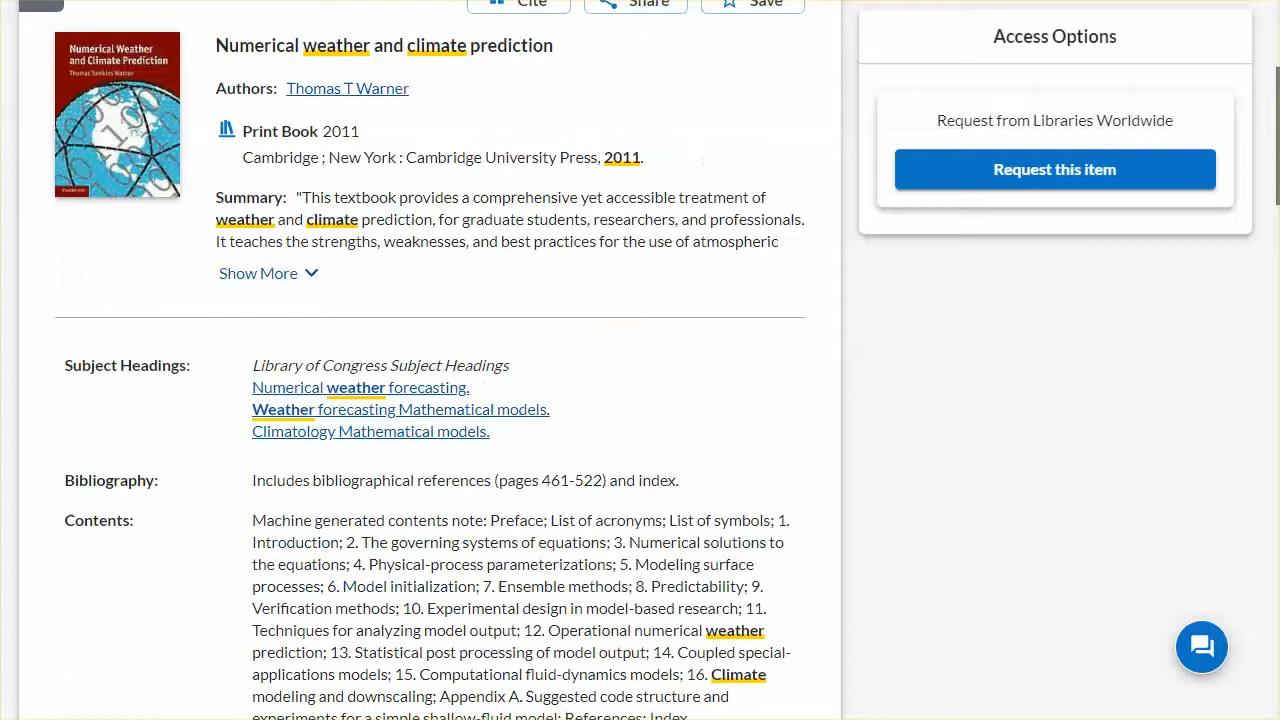 Cite
Share
Save
Numerical Weather
and Climate Prediction
Thomas Tomkins Warner
Numerical weather and climate prediction
Authors: Thomas T Warner
Print Book 2011
Cambridge ; New York : Cambridge University Press, 2011.
Summary: "This textbook provides a comprehensive yet accessible treatment of
weather and climate prediction, for graduate students, researchers, and professionals.
It teaches the strengths, weaknesses, and best practices for the use of atmospheric
Show More
Subject Headings: Library of Congress Subject Headings
Numerical weather forecasting.
Weather forecasting Mathematical models.
Climatology Mathematical models.
Bibliography: Includes bibliographical references (pages 461-522) and index.
Contents: Machine generated contents note: Preface; List of acronyms; List of symbols; 1.
Introduction; 2. The governing systems of equations; 3. Numerical solutions to
the equations; 4. Physical-process parameterizations; 5. Modeling surface
processes; 6. Model initialization; 7. Ensemble methods; 8. Predictability; 9.
Verification methods; 10. Experimental design in model-based research; 11.
Techniques for analyzing model output; 12. Operational numerical weather
prediction; 13. Statistical post processing of model output; 14. Coupled special-
applications models; 15. Computational fluid-dynamics models; 16. Climate
modeling and downscaling; Appendix A. Suggested code structure and
experiments for a simple shallow-fluid model; References; Index.
Access Options
Request from Libraries Worldwide
Request this item